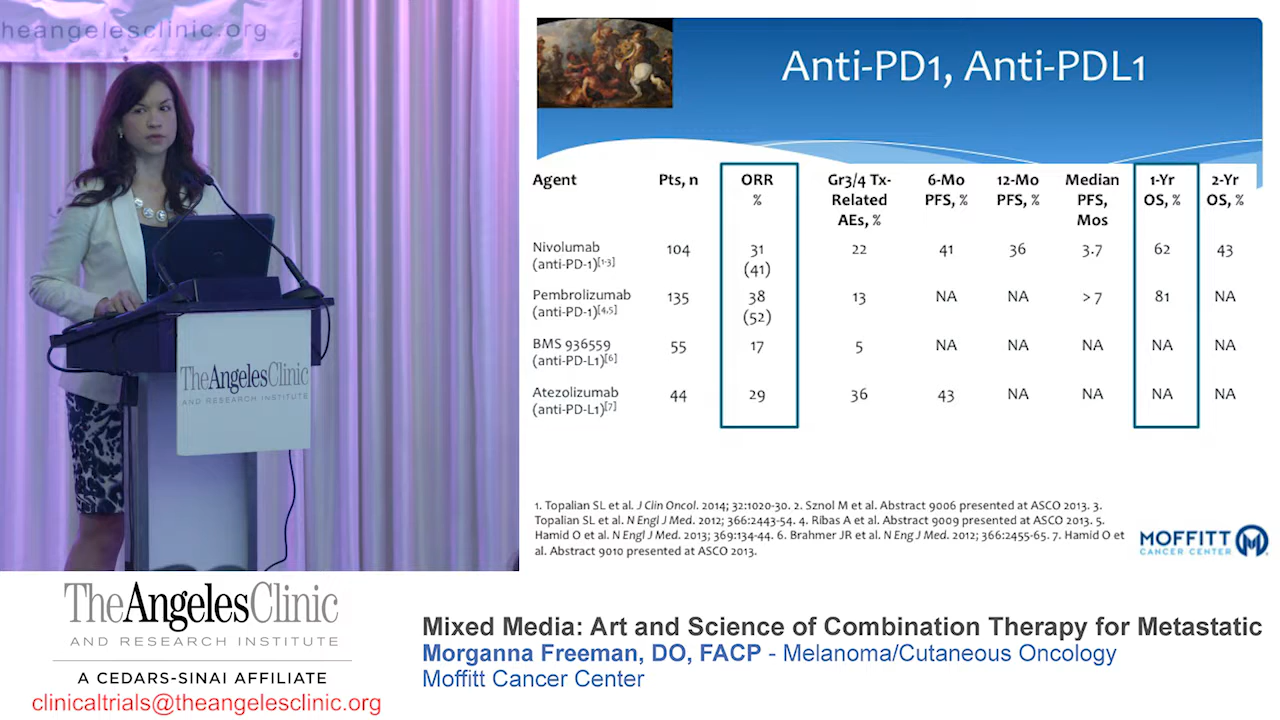 theangelesclinic.org
TheAngelesClinic
AND RESEARCH INSTITUTE
Anti-PD1, Anti-PDL1
Agent Pts, n ORR % Gr3/4 Tx-Related AEs, % 6-Mo PFS, % 12-Mo PFS, % Median PFS, Mos 1-Yr OS, % 2-Yr OS, %
Nivolumab (anti-PD-1)[1-3] 104 31 (41) 22 41 36 3.7 62 43
Pembrolizumab (anti-PD-1)[4,5] 135 38 (52) 13 NA NA > 7 81 NA
BMS 936559 (anti-PD-L1)[6] 55 17 5 NA NA NA NA NA
Atezolizumab (anti-PD-L1)[7] 44 29 36 43 NA NA NA NA
1. Topalian SL et al. J Clin Oncol. 2014; 32:1020-30. 2. Sznol M et al. Abstract 9006 presented at ASCO 2013. 3.
Topalian SL et al. N Engl J Med. 2012; 366:2443-54. 4. Ribas A et al. Abstract 9009 presented at ASCO 2013. 5.
Hamid O et al. N Engl J Med. 2013; 369:134-44. 6. Brahmer JR et al. N Eng J Med. 2012; 366:2455-65. 7. Hamid O et
al. Abstract 9010 presented at ASCO 2013.
MOFFITT
CANCER CENTER
M
TheAngelesClinic
AND RESEARCH INSTITUTE
A CEDARS-SINAI AFFILIATE
clinicaltrials@theangelesclinic.org
Mixed Media: Art and Science of Combination Therapy for Metastatic
Morganna Freeman, DO, FACP - Melanoma/Cutaneous Oncology
Moffitt Cancer Center